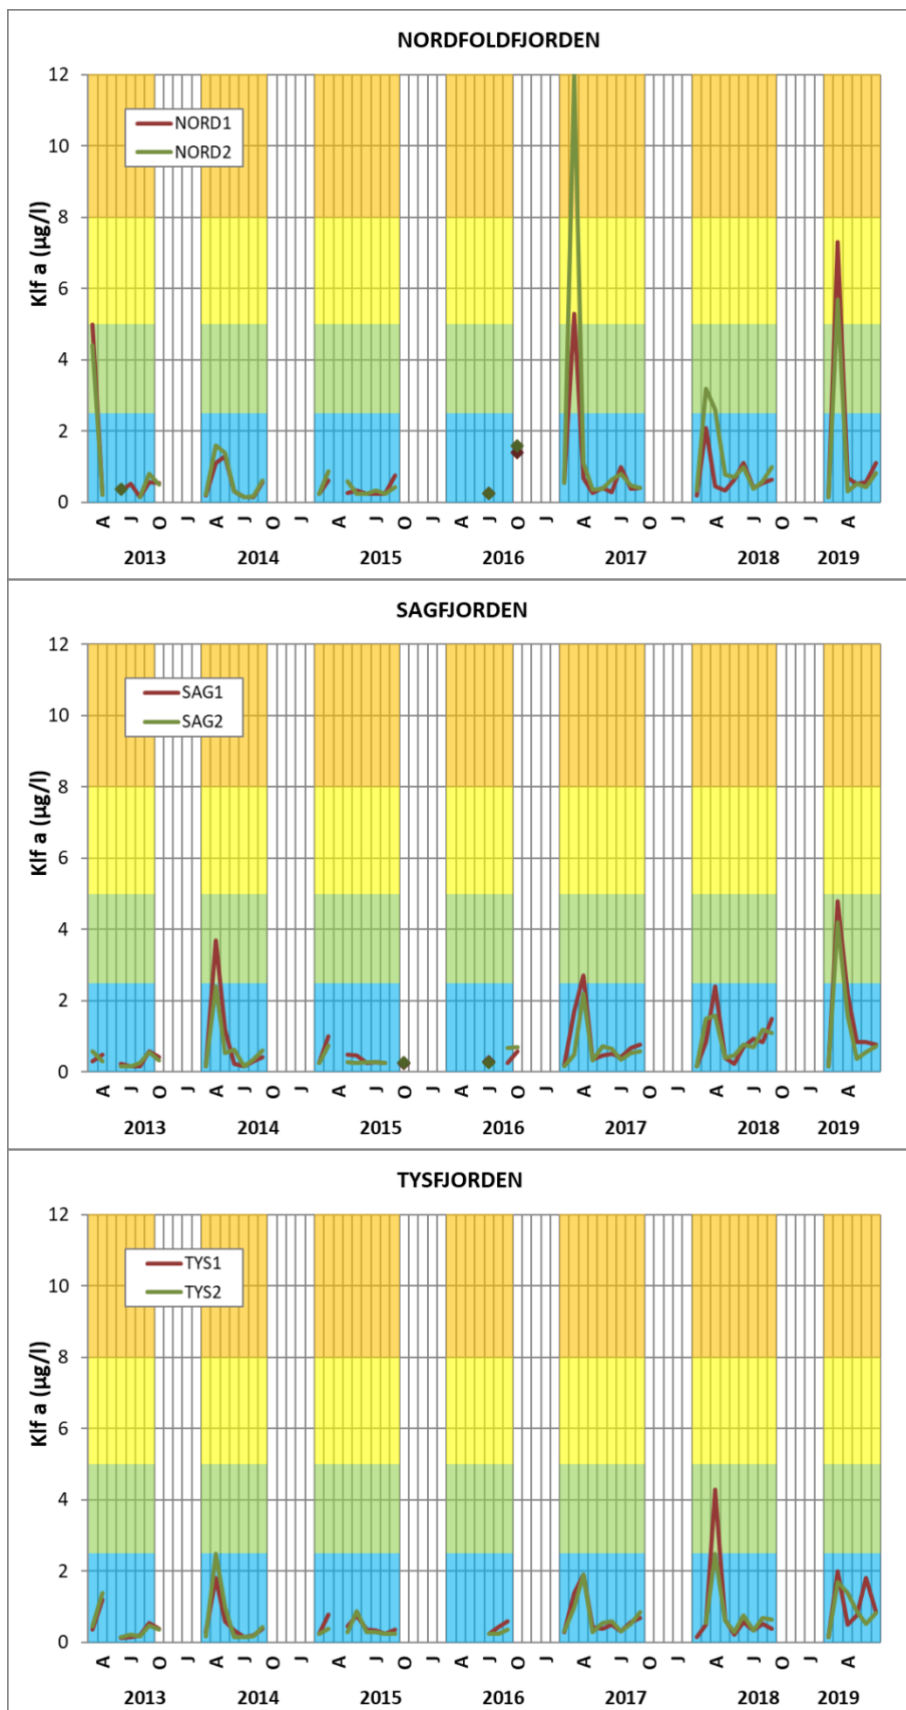 NORDFOLDFJORDEN
Klf a (µg/l)
12
10
8
6
4
2
0
NORD1
NORD2
A J O J A J O J A J O J A J O J A J O J A J O J A
2013 2014 2015 2016 2017 2018 2019
SAGFJORDEN
Klf a (µg/l)
12
10
8
6
4
2
0
SAG1
SAG2
A J O J A J O J A J O J A J O J A J O J A J O J A
2013 2014 2015 2016 2017 2018 2019
TYSFJORDEN
Klf a (µg/l)
12
10
8
6
4
2
0
TYS1
TYS2
A J O J A J O J A J O J A J O J A J O J A J O J A
2013 2014 2015 2016 2017 2018 2019